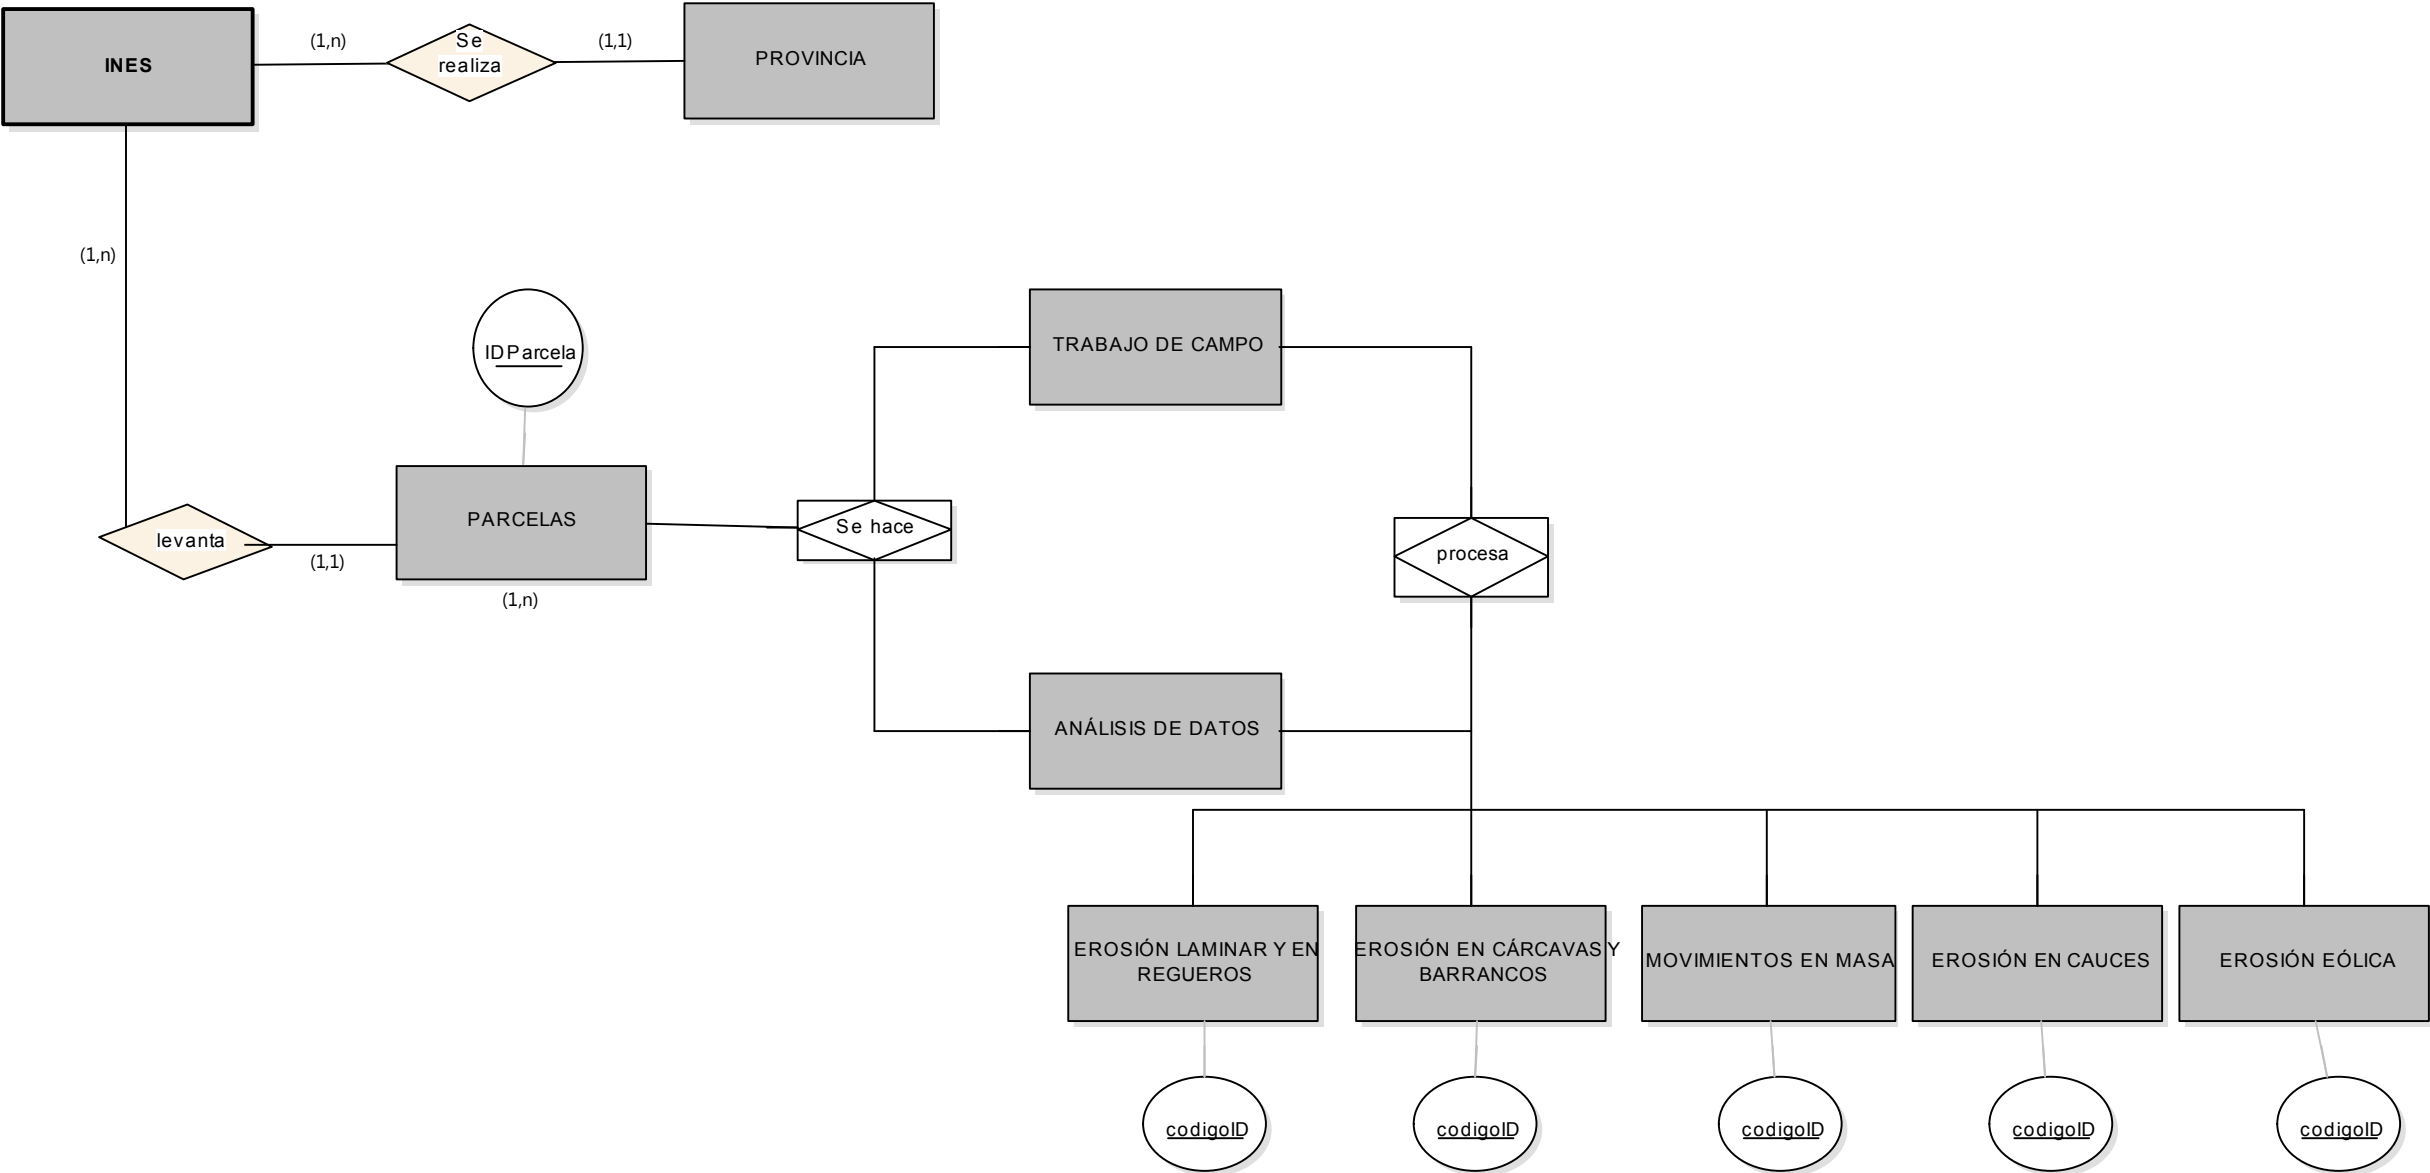 INES
(1,n)
Se
realiza
(1,1)
PROVINCIA
(1,n)
IDParcela
TRABAJO DE CAMPO
PARCELAS
Se hace
levanta
(1,1)
(1,n)
procesa
ANÁLISIS DE DATOS
EROSIÓN LAMINAR Y EN
REGUEROS
EROSIÓN EN CÁRCAVAS Y
BARRANCOS
MOVIMIENTOS EN MASA
EROSIÓN EN CAUCES
EROSIÓN EÓLICA
codigoID
codigoID
codigoID
codigoID
codigoID